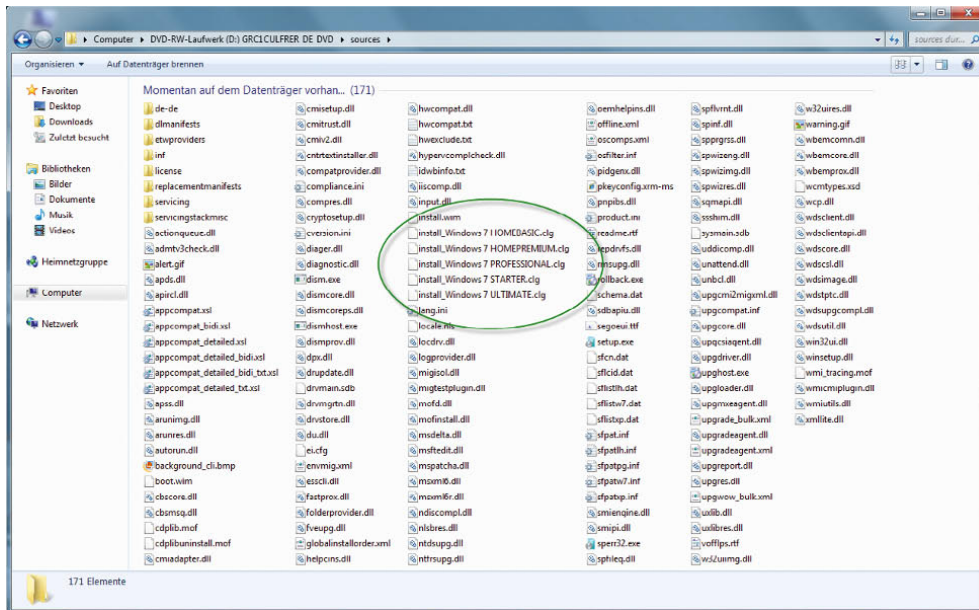 Computer ▸ DVD-RW-Laufwerk (D:) GRC1CULFRER DE DVD ▸ sources ▸
sources dur...
Organisieren
Auf Datenträger brennen
Favoriten
Desktop
Downloads
Zuletzt besucht
Bibliotheken
Bilder
Dokumente
Musik
Videos
Heimnetzgruppe
Computer
Netzwerk
Momentan auf dem Datenträger vorhan... (171)
de-de
dlmanifests
etwproviders
inf
license
replacementmanifests
servicing
servicingstackmisc
actionqueue.dll
admtv3check.dll
alert.gif
apds.dll
apircl.dll
appcompat.xsl
appcompat_bidi.xsl
appcompat_detailed.xsl
appcompat_detailed_bidi.xsl
appcompat_detailed_bidi_txt.xsl
appcompat_detailed_txt.xsl
apss.dll
arunimg.dll
arunres.dll
autorun.dll
background_cli.bmp
boot.wim
cbscore.dll
cbsmsg.dll
cdplib.mof
cdplibuninstall.mof
cmiadapter.dll
cmisetup.dll
cmitrust.dll
cmiv2.dll
cntrtextinstaller.dll
compatprovider.dll
compliance.ini
compres.dll
cryptosetup.dll
cversion.ini
diager.dll
diagnostic.dll
dism.exe
dismcore.dll
dismcoreps.dll
dismhost.exe
dismprov.dll
dpx.dll
drupdate.dll
drvmain.sdb
drvmgrtn.dll
drvstore.dll
du.dll
ei.cfg
envmig.xml
esscli.dll
fastprox.dll
folderprovider.dll
fveupg.dll
globalinstallorder.xml
helpcins.dll
hwcompat.dll
hwcompat.txt
hwexclude.txt
hypervcomplcheck.dll
idwbinfo.txt
iiscomp.dll
input.dll
install.wim
install_Windows 7 HOMEBASIC.clg
install_Windows 7 HOMEPREMIUM.clg
install_Windows 7 PROFESSIONAL.clg
install_Windows 7 STARTER.clg
install_Windows 7 ULTIMATE.clg
lang.ini
locale.nls
locdrv.dll
logprovider.dll
migisol.dll
migtestplugin.dll
mofd.dll
mofinstall.dll
msdelta.dll
msftedit.dll
mspatcha.dll
msxml6.dll
msxml6r.dll
ndiscompl.dll
nlsbres.dll
ntdsupg.dll
ntfrsupg.dll
oemhelpins.dll
offline.xml
oscomps.xml
osfilter.inf
pidgenx.dll
pkeyconfig.xrm-ms
pnpibs.dll
product.ini
readme.rtf
repdrvfs.dll
rmsupg.dll
rollback.exe
schema.dat
sdbapiu.dll
segoeui.ttf
setup.exe
sfcn.dat
sflcid.dat
sflistlh.dat
sflistw7.dat
sflistxp.dat
sfpat.inf
sfpatlh.inf
sfpatpg.inf
sfpatw7.inf
sfpatxp.inf
smiengine.dll
smipi.dll
sperr32.exe
sphleq.dll
spflvrnt.dll
spinf.dll
spprgrss.dll
spwizeng.dll
spwizimg.dll
spwizres.dll
sqmapi.dll
ssshim.dll
sysmain.sdb
uddicomp.dll
unattend.dll
unbcl.dll
upgcmi2migxml.dll
upgcompat.inf
upgcore.dll
upgcsiagent.dll
upgdriver.dll
upghost.exe
upgloader.dll
upgmxeagent.dll
upgrade_bulk.xml
upgradeagent.dll
upgradeagent.xml
upgreport.dll
upgres.dll
upgwow_bulk.xml
uxlib.dll
uxlibres.dll
vofflps.rtf
w32uiimg.dll
w32uires.dll
warning.gif
wbemcomn.dll
wbemcore.dll
wbemprox.dll
wcmtypes.xsd
wcp.dll
wdsclient.dll
wdsclientapi.dll
wdscore.dll
wdscsl.dll
wdsimage.dll
wdstptc.dll
wdsupgcompl.dll
wdsutil.dll
win32ui.dll
winsetup.dll
wmi_tracing.mof
wmicmiplugin.dll
wmiutils.dll
xmllite.dll
171 Elemente